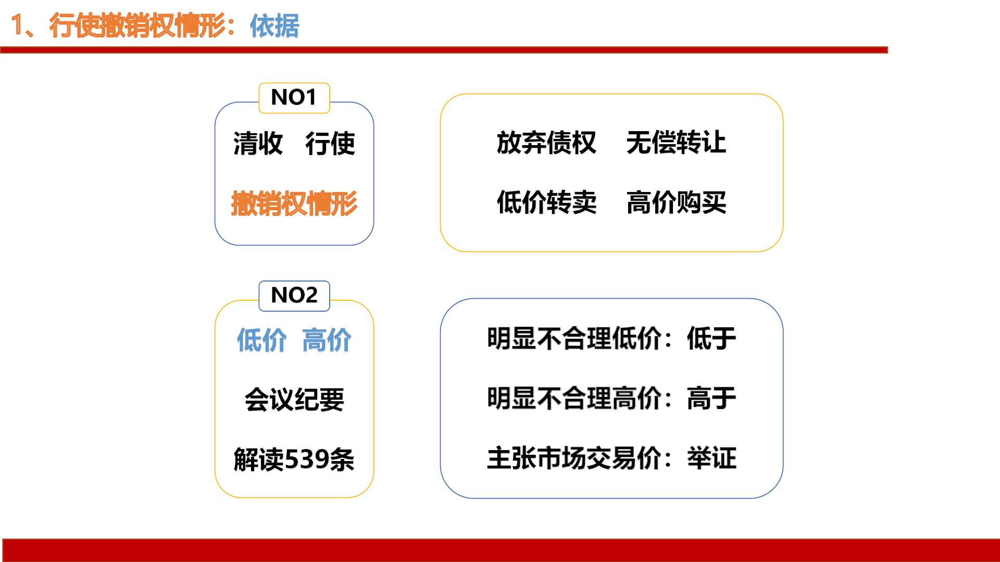 1、行使撤销权情形：依据
NO1
清收 行使
撤销权情形
放弃债权 无偿转让
低价转卖 高价购买
NO2
低价 高价
会议纪要
解读539条
明显不合理低价：低于
明显不合理高价：高于
主张市场交易价：举证